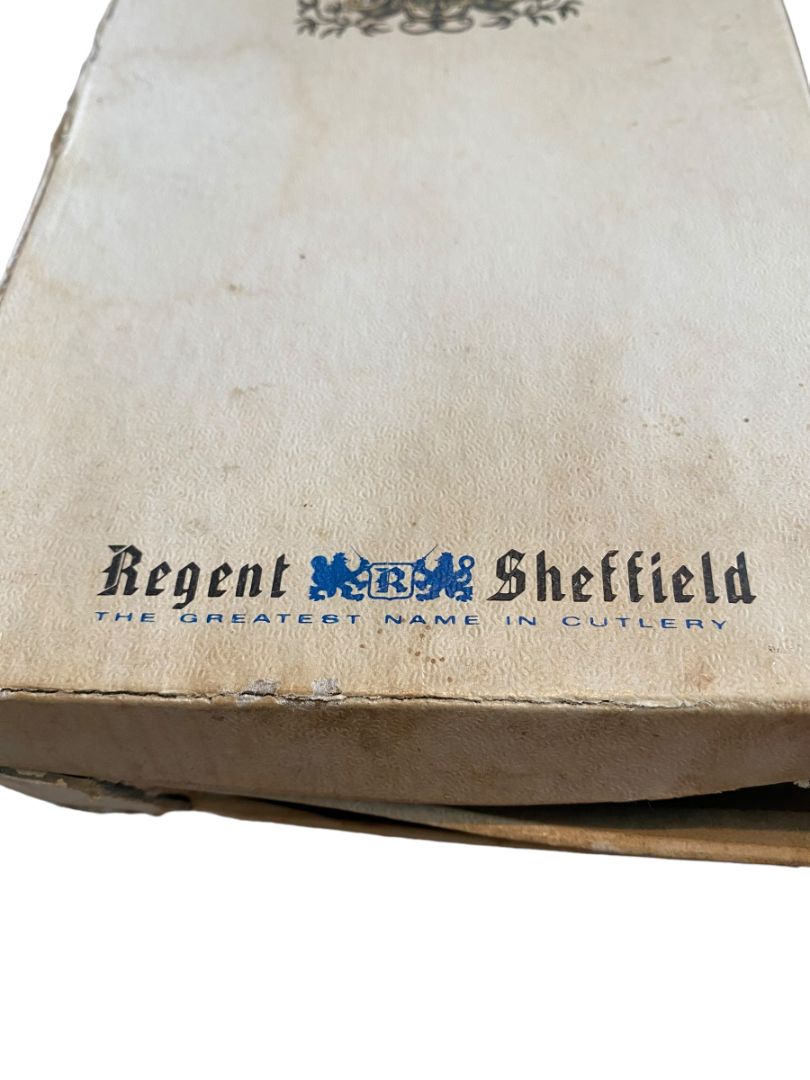 Regent R Sheffield
THE GREATEST NAME IN CUTLERY